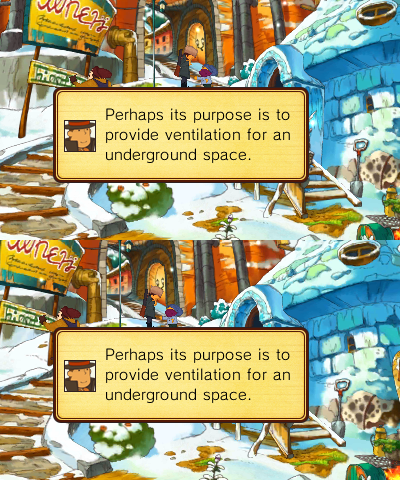 Perhaps its purpose is to
provide ventilation for an
underground space.
Perhaps its purpose is to
provide ventilation for an
underground space.